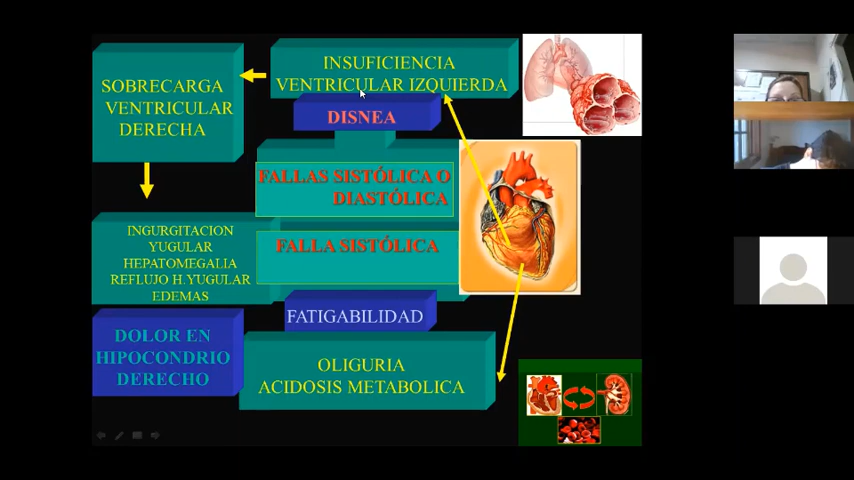 SOBRECARGA
VENTRICULAR
DERECHA
INSUFICIENCIA
VENTRICULAR IZQUIERDA
DISNEA
FALLAS SISTÓLICA O
DIASTÓLICA
FALLA SISTÓLICA
INGURGITACION
YUGULAR
HEPATOMEGALIA
REFLUJO H.YUGULAR
EDEMAS
FATIGABILIDAD
DOLOR EN
HIPOCONDRIO
DERECHO
OLIGURIA
ACIDOSIS METABOLICA